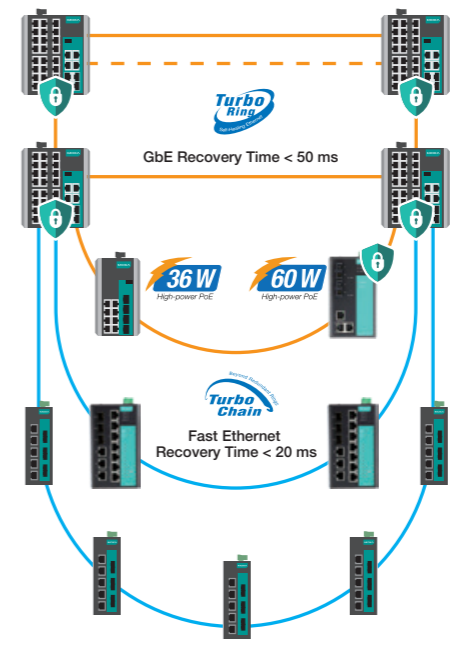 Turbo
Ring
Self-Healing Ethernet
GbE Recovery Time < 50 ms
36 W
High-power PoE
60 W
High-power PoE
Beyond Redundant Rings
Turbo
Chain
Fast Ethernet
Recovery Time < 20 ms